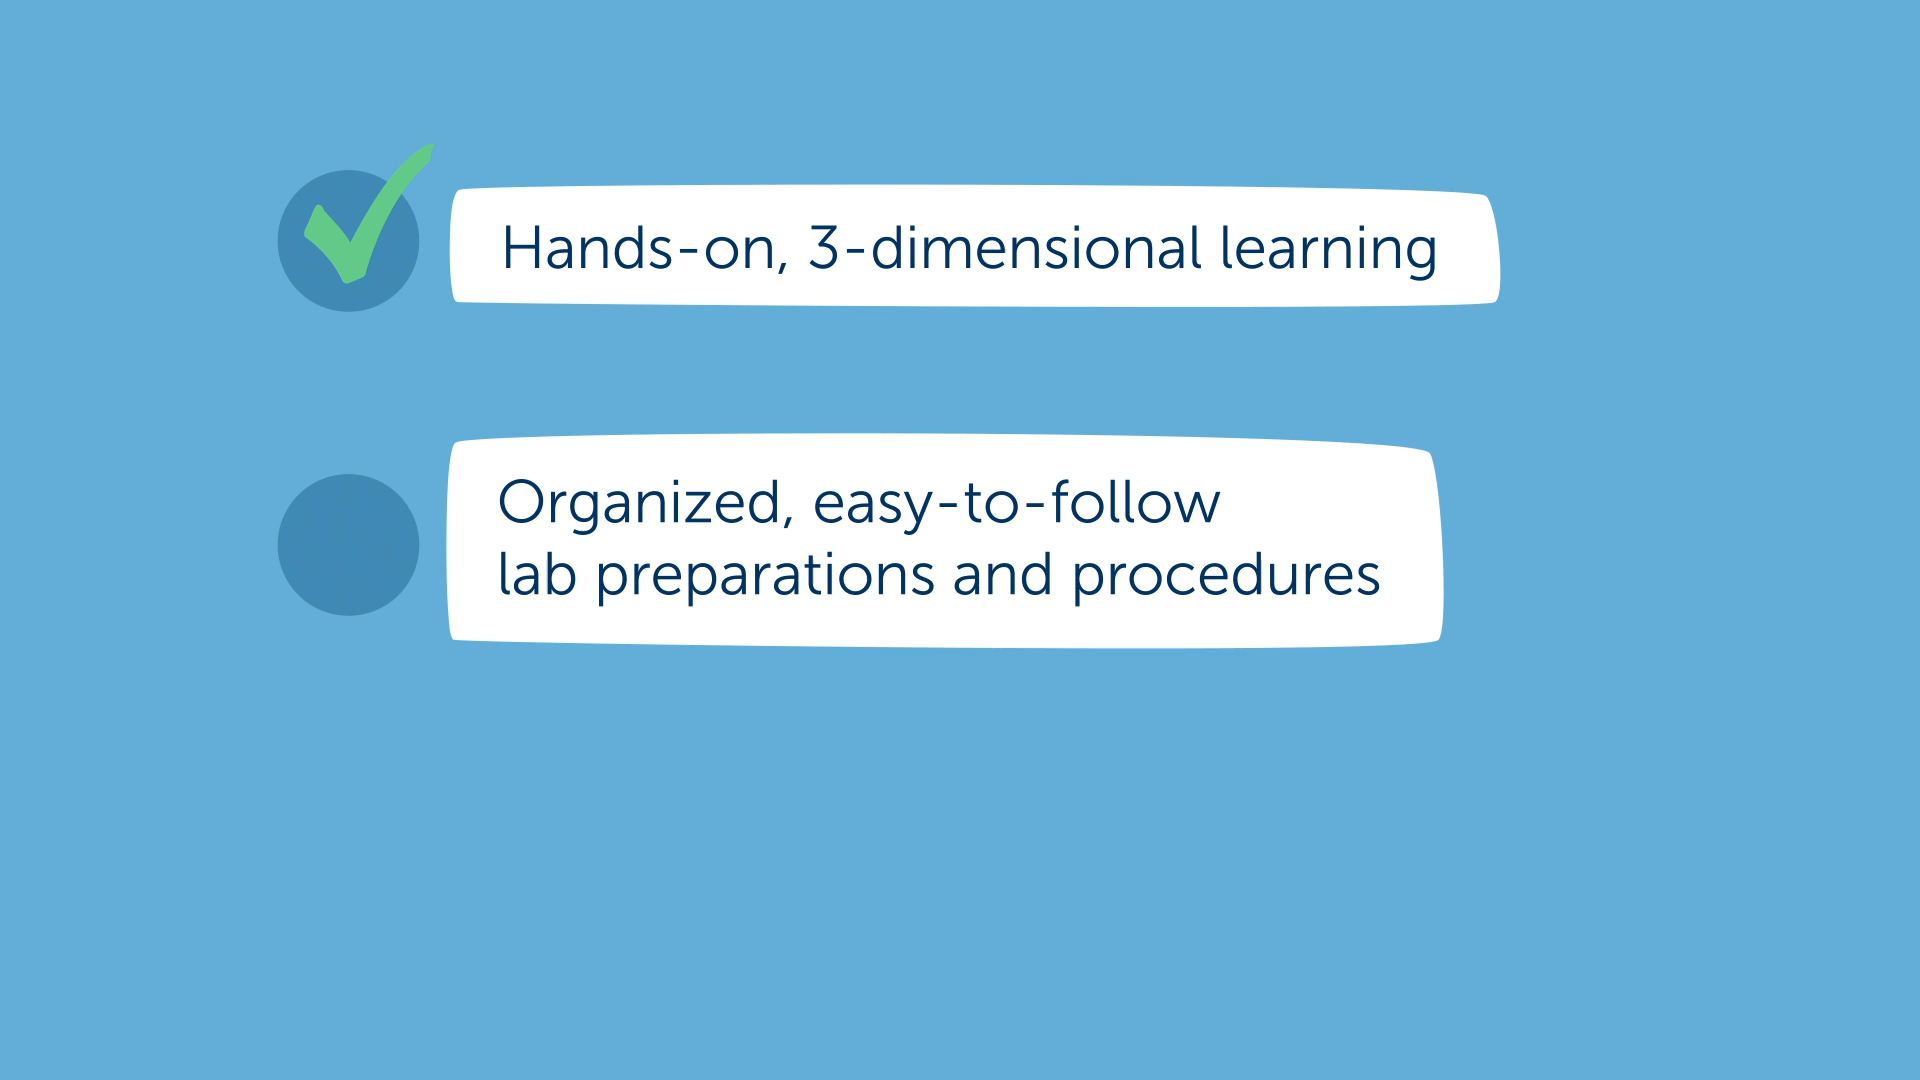 Hands-on, 3-dimensional learning
Organized, easy-to-follow
lab preparations and procedures